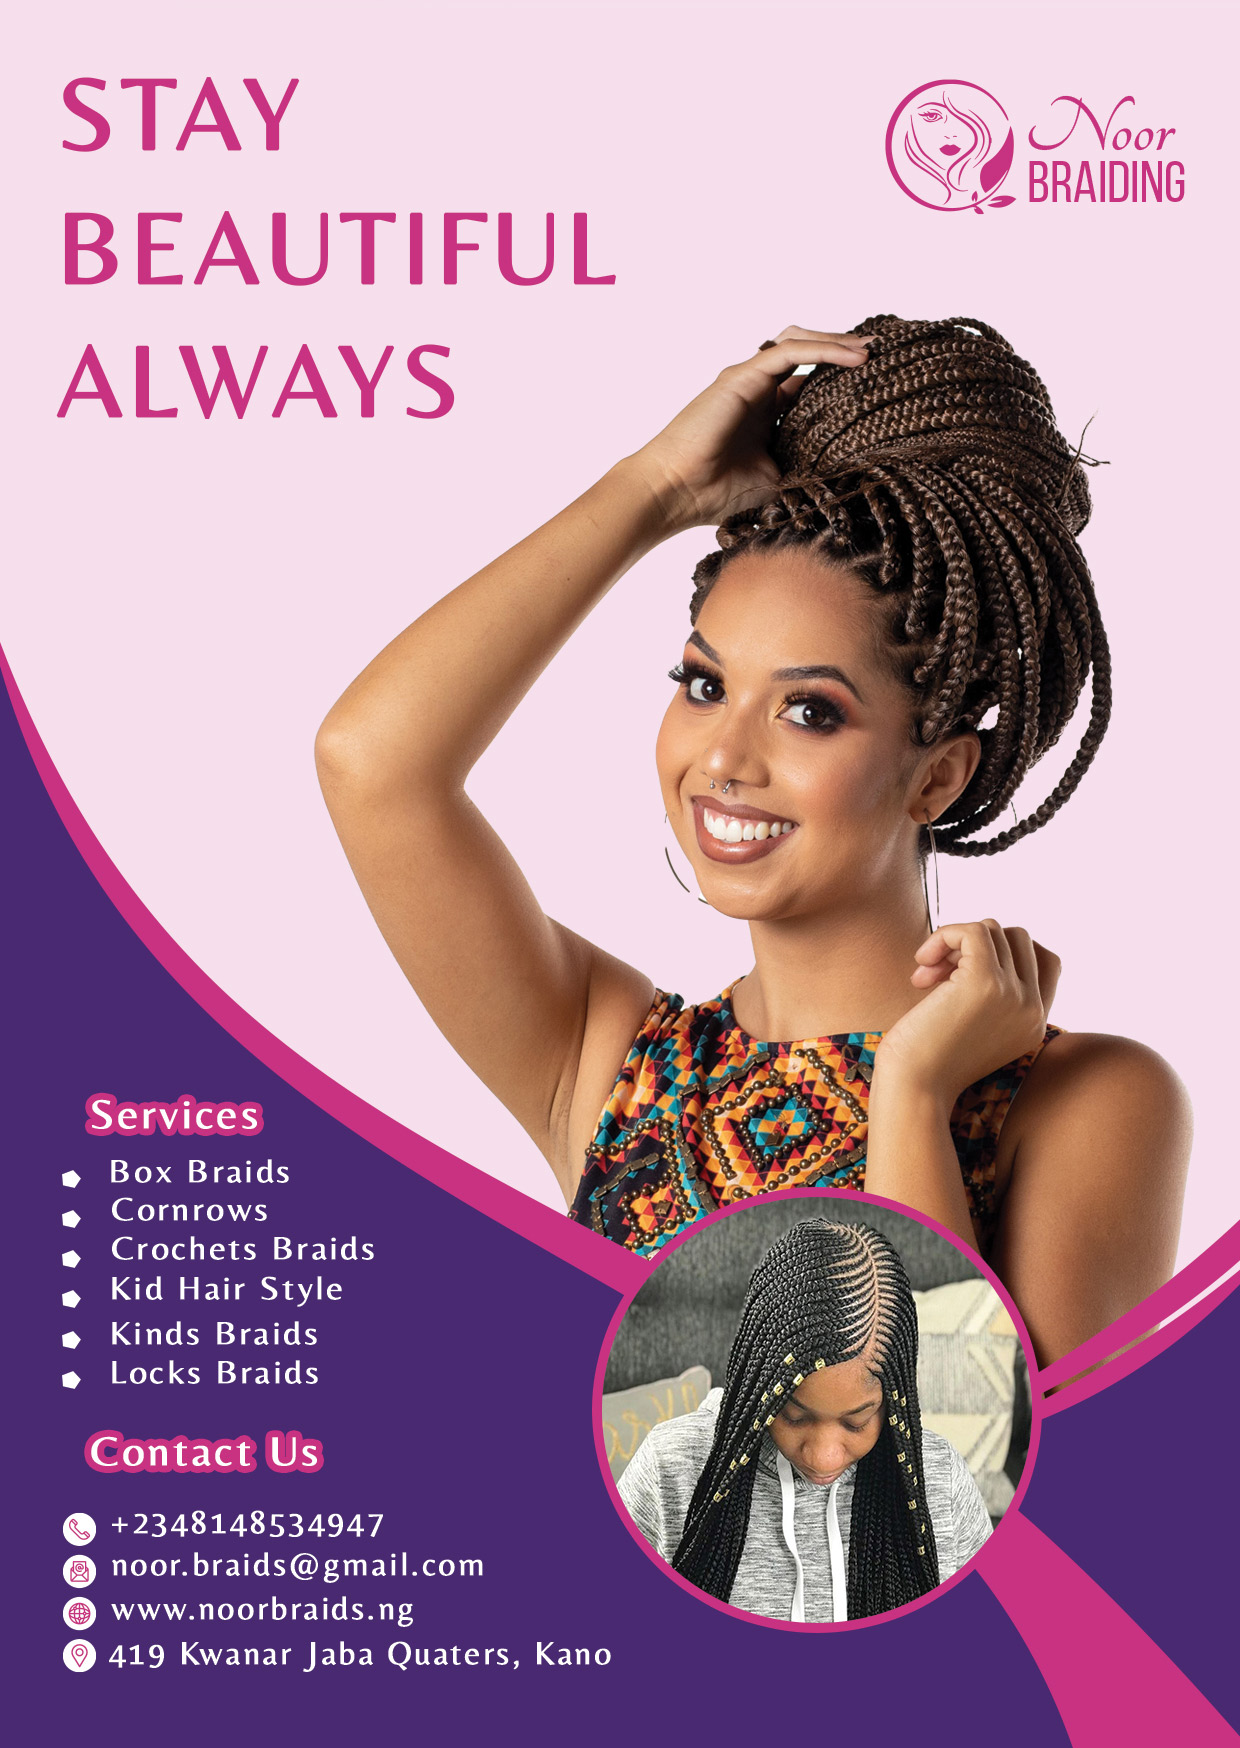 STAY
BEAUTIFUL
ALWAYS
Noor
BRAIDING
Services
Box Braids
Cornrows
Crochets Braids
Kid Hair Style
Kinds Braids
Locks Braids
Contact Us
+2348148534947
noor.braids@gmail.com
www.noorbraids.ng
419 Kwanar Jaba Quaters, Kano